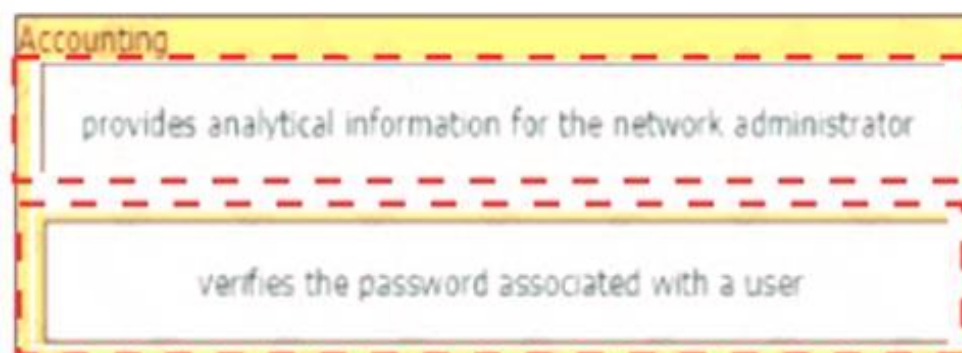 Accounting
provides analytical information for the network administrator
verifies the password associated with a user